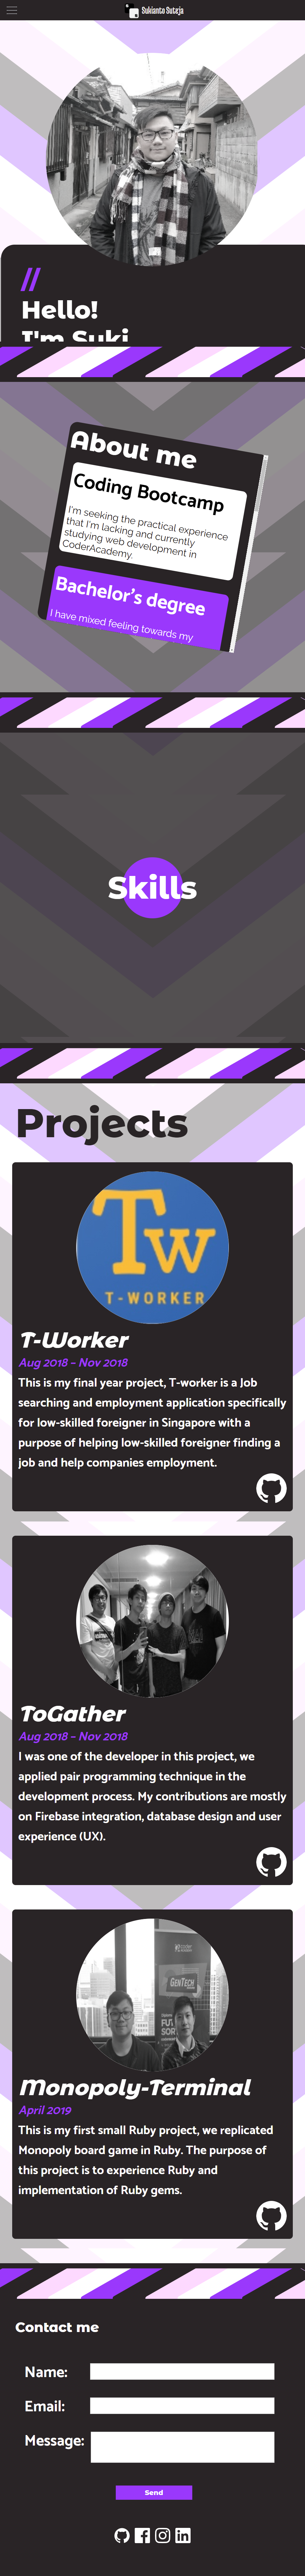 Sukianto Suteja
//
Hello!
I'm Suki
About me
Coding Bootcamp
I'm seeking the practical experience
that I'm lacking and currently
studying web development in
CoderAcademy.
Bachelor's degree
I have mixed feeling towards my
Skills
Projects
Tw
T-WORKER
T-Worker
Aug 2018 - Nov 2018
This is my final year project, T-worker is a Job
searching and employment application specifically
for low-skilled foreigner in Singapore with a
purpose of helping low-skilled foreigner finding a
job and help companies employment.
ToGather
Aug 2018 - Nov 2018
I was one of the developer in this project, we
applied pair programming technique in the
development process. My contributions are mostly
on Firebase integration, database design and user
experience (UX).
GENTECH
Monopoly-Terminal
April 2019
This is my first small Ruby project, we replicated
Monopoly board game in Ruby. The purpose of
this project is to experience Ruby and
implementation of Ruby gems.
Contact me
Name:
Email:
Message:
Send